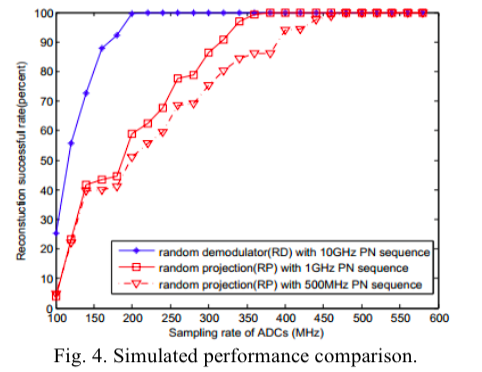 100
90
80
70
60
50
40
30
20
10
0
Reconstuction successful rate(percent)
random demodulator(RD) with 10GHz PN sequence
random projection(RP) with 1GHz PN sequence
random projection(RP) with 500MHz PN sequence
100 150 200 250 300 350 400 450 500 550 600
Sampling rate of ADCs (MHz)
Fig. 4. Simulated performance comparison.